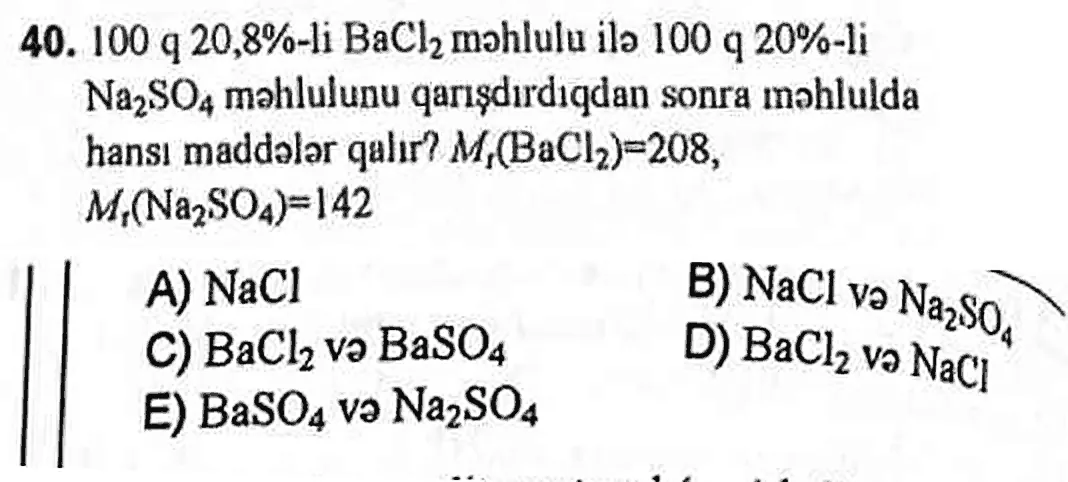 40. 100 q 20,8%-li BaCl₂ məhlulu ilə 100 q 20%-li
Na₂SO₄ məhlulunu qarışdırdıqdan sonra məhlulda
hansı maddələr qalır? Mᵣ(BaCl₂)=208,
Mᵣ(Na₂SO₄)=142
A) NaCl B) NaCl və Na₂SO₄
C) BaCl₂ və BaSO₄ D) BaCl₂ və NaCl
E) BaSO₄ və Na₂SO₄